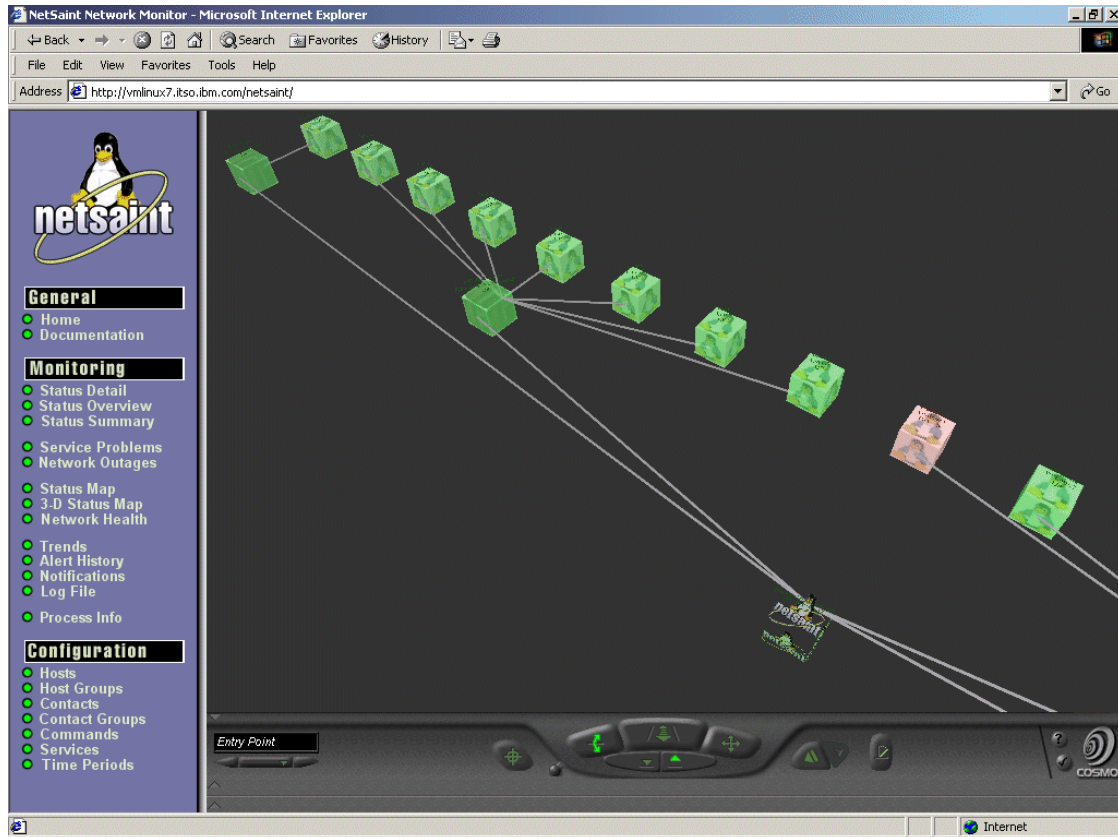 NetSaint Network Monitor - Microsoft Internet Explorer
Back Search Favorites History
File Edit View Favorites Tools Help
Address http://vmlinux7.itso.ibm.com/netsaint/ Go
netsaint
General
Home
Documentation
Monitoring
Status Detail
Status Overview
Status Summary
Service Problems
Network Outages
Status Map
3-D Status Map
Network Health
Trends
Alert History
Notifications
Log File
Process Info
Configuration
Hosts
Host Groups
Contacts
Contact Groups
Commands
Services
Time Periods
netsaint
Entry Point
?
COSMO
Internet